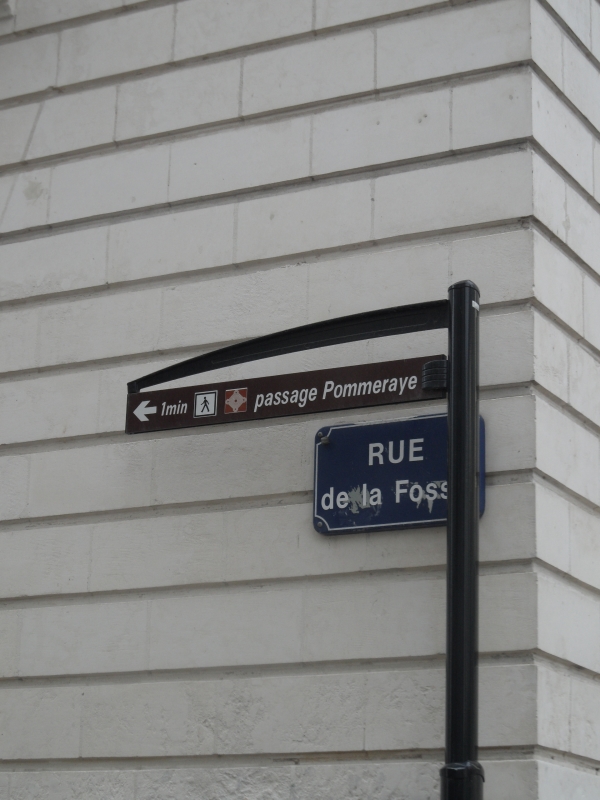 1min passage Pommeraye
RUE
de la Foss